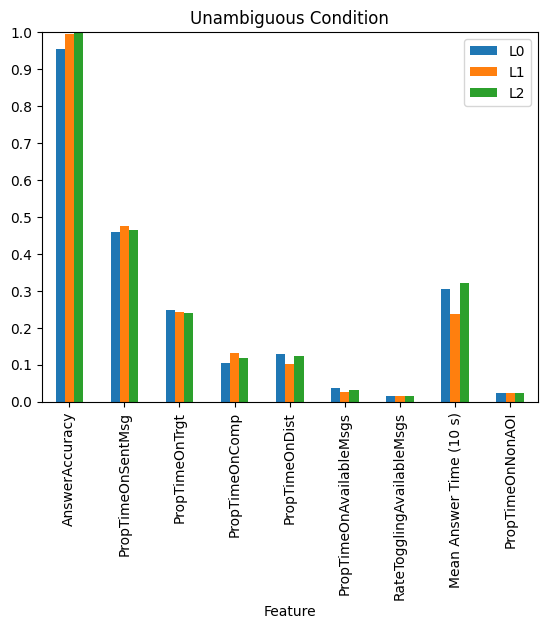 Unambiguous Condition
1.0
0.9
0.8
0.7
0.6
0.5
0.4
0.3
0.2
0.1
0.0
L0
L1
L2
AnswerAccuracy
PropTimeOnSentMsg
PropTimeOnTrgt
PropTimeOnComp
PropTimeOnDist
PropTimeOnAvailableMsgs
RateTogglingAvailableMsgs
Mean Answer Time (10 s)
PropTimeOnNonAOI
Feature